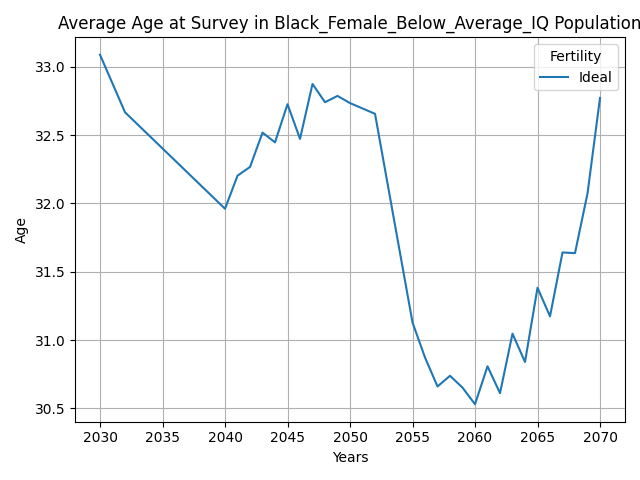 Average Age at Survey in Black_Female_Below_Average_IQ Population
Fertility
Ideal
33.0
32.5
32.0
31.5
31.0
30.5
Age
2030 2035 2040 2045 2050 2055 2060 2065 2070
Years